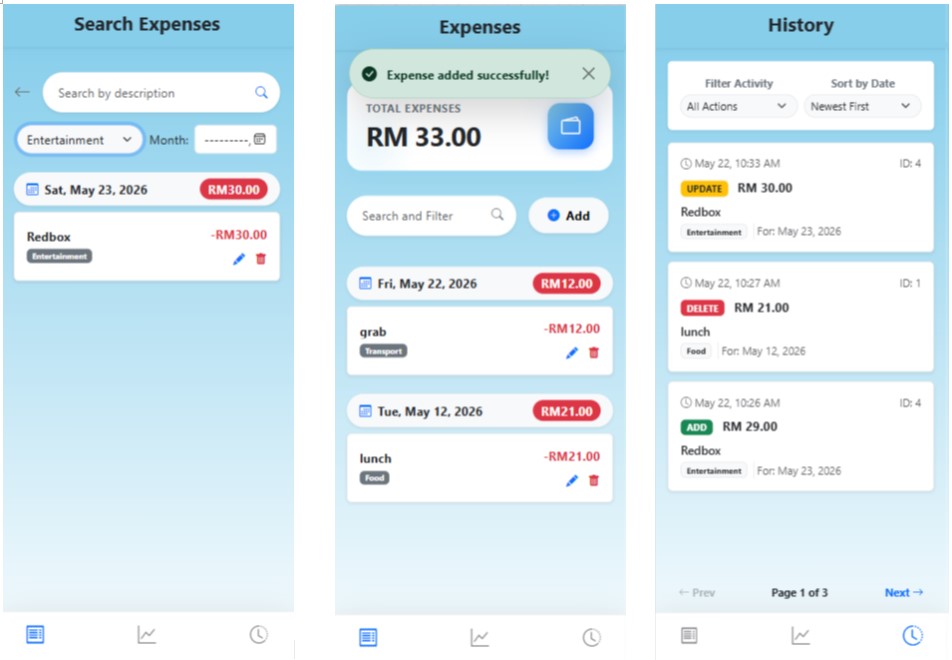 Search Expenses
Search by description
Entertainment
Month:
---------,
Sat, May 23, 2026
RM30.00
Redbox
-RM30.00
Entertainment
Expenses
Expense added successfully!
TOTAL EXPENSES
RM 33.00
Search and Filter
Add
Fri, May 22, 2026
RM12.00
grab
-RM12.00
Transport
Tue, May 12, 2026
RM21.00
lunch
-RM21.00
Food
History
Filter Activity
Sort by Date
All Actions
Newest First
May 22, 10:33 AM
ID: 4
UPDATE RM 30.00
Redbox
Entertainment For: May 23, 2026
May 22, 10:27 AM
ID: 1
DELETE RM 21.00
lunch
Food For: May 12, 2026
May 22, 10:26 AM
ID: 4
ADD RM 29.00
Redbox
Entertainment For: May 23, 2026
← Prev
Page 1 of 3
Next →